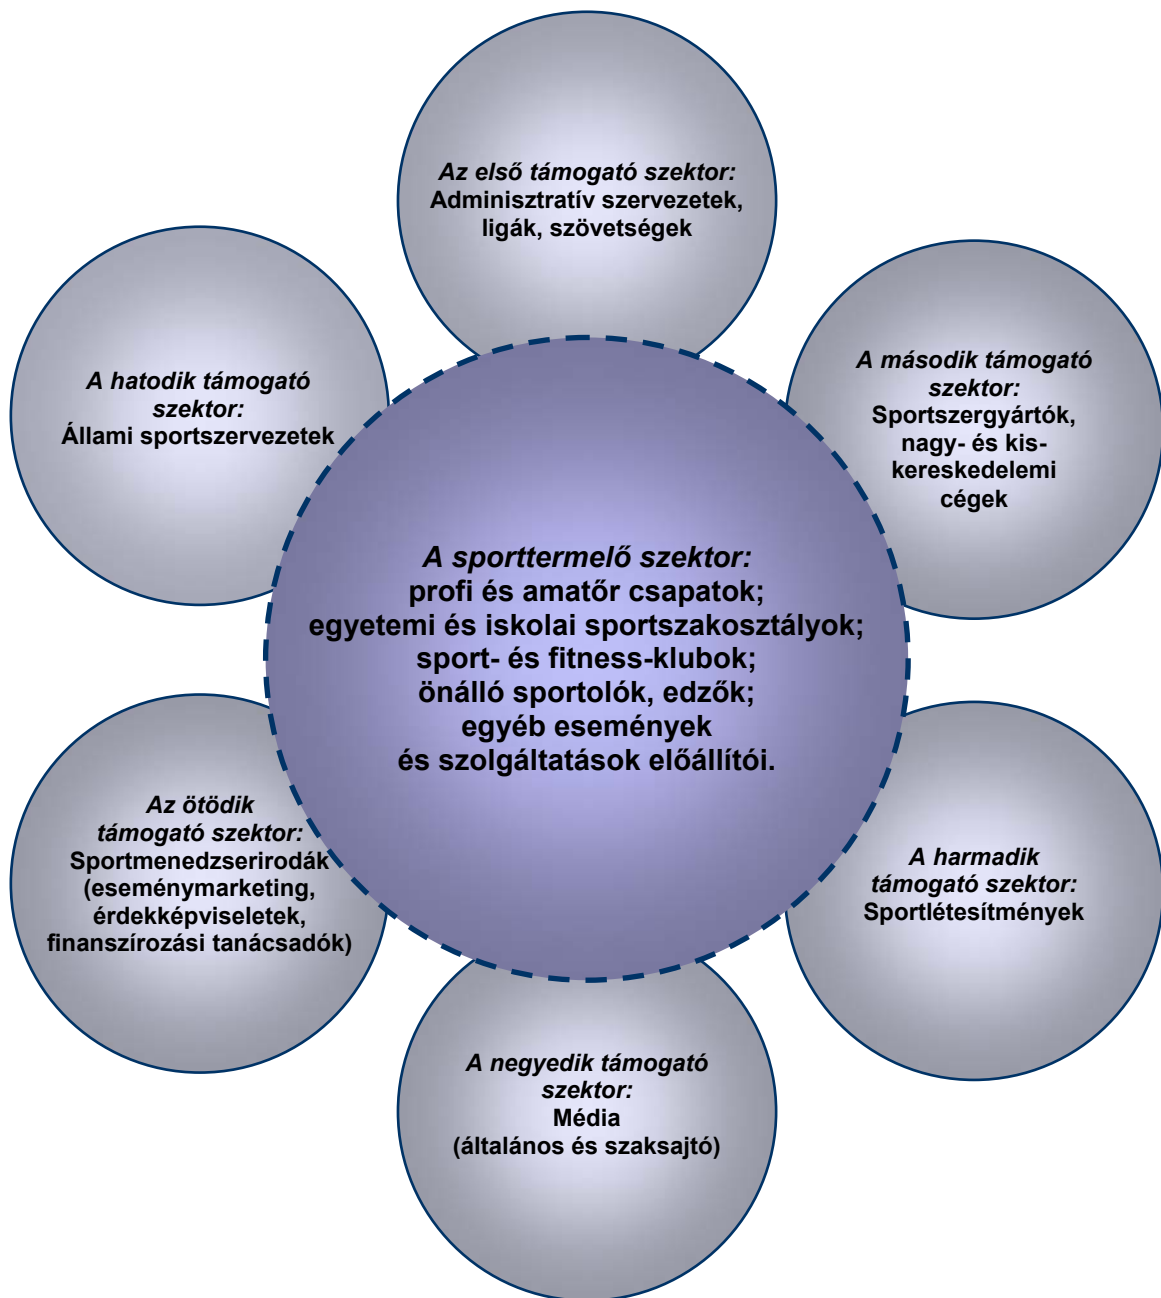 Az első támogató szektor:
Adminisztratív szervezetek,
ligák, szövetségek
A második támogató
szektor:
Sportszergyártók,
nagy- és kis-
kereskedelemi
cégek
A hatodik támogató
szektor:
Állami sportszervezetek
A sporttermelő szektor:
profi és amatőr csapatok;
egyetemi és iskolai sportszakosztályok;
sport- és fitness-klubok;
önálló sportolók, edzők;
egyéb események
és szolgáltatások előállítói.
Az ötödik
támogató szektor:
Sportmenedzserirodák
(eseménymarketing,
érdekképviseletek,
finanszírozási tanácsadók)
A harmadik
támogató szektor:
Sportlétesítmények
A negyedik támogató
szektor:
Média
(általános és szaksajtó)